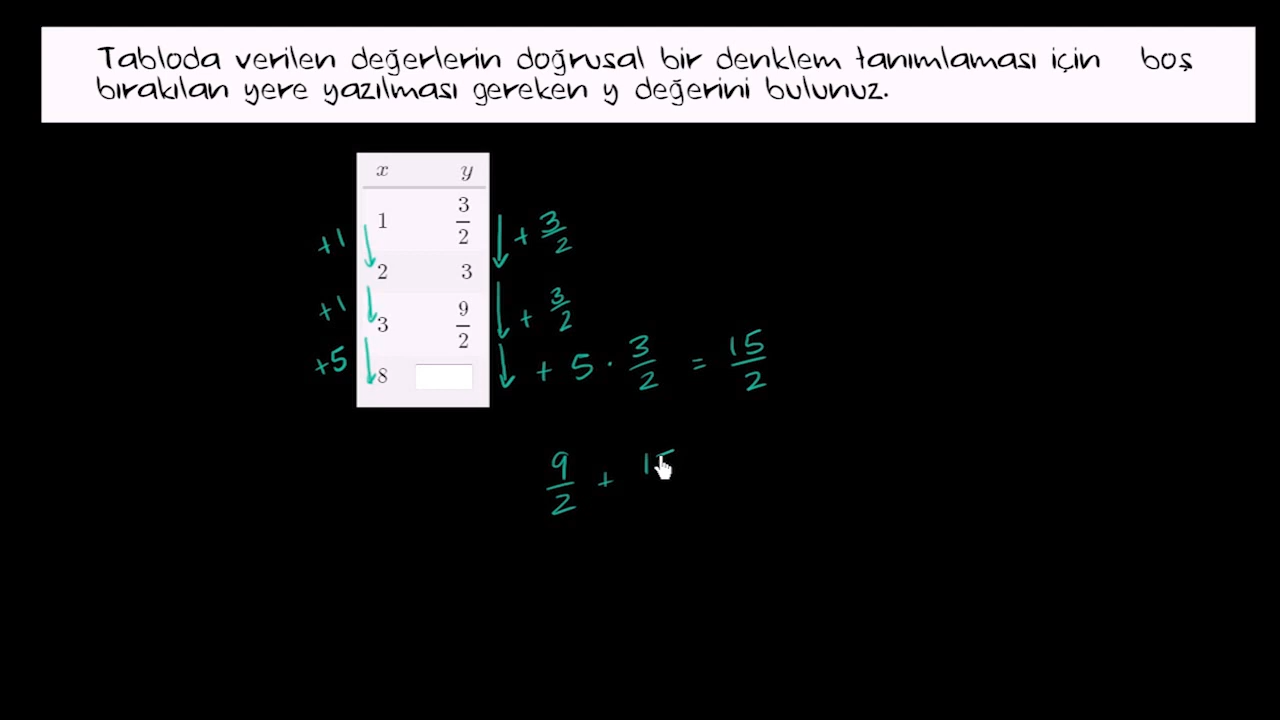 Tabloda verilen değerlerin doğrusal bir denklem tanımlaması için boş
bırakılan yere yazılması gereken y değerini bulunuz.
x y
1 3/2
+1 + 3/2
2 3
+1 + 3/2
3 9/2
+5 + 5 · 3/2 = 15/2
8
9/2 + 15